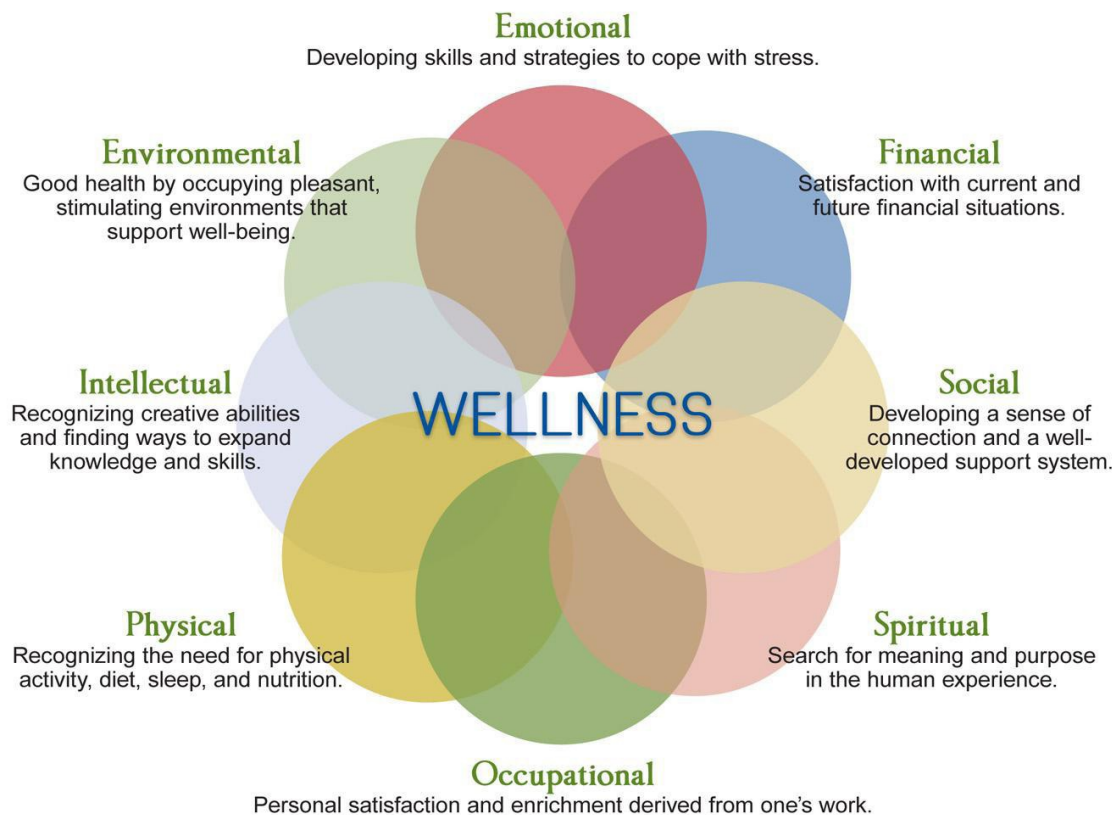 Emotional
Developing skills and strategies to cope with stress.
Environmental
Good health by occupying pleasant,
stimulating environments that
support well-being.
Financial
Satisfaction with current and
future financial situations.
Intellectual
Recognizing creative abilities
and finding ways to expand
knowledge and skills.
WELLNESS
Social
Developing a sense of
connection and a well-
developed support system.
Physical
Recognizing the need for physical
activity, diet, sleep, and nutrition.
Spiritual
Search for meaning and purpose
in the human experience.
Occupational
Personal satisfaction and enrichment derived from one’s work.